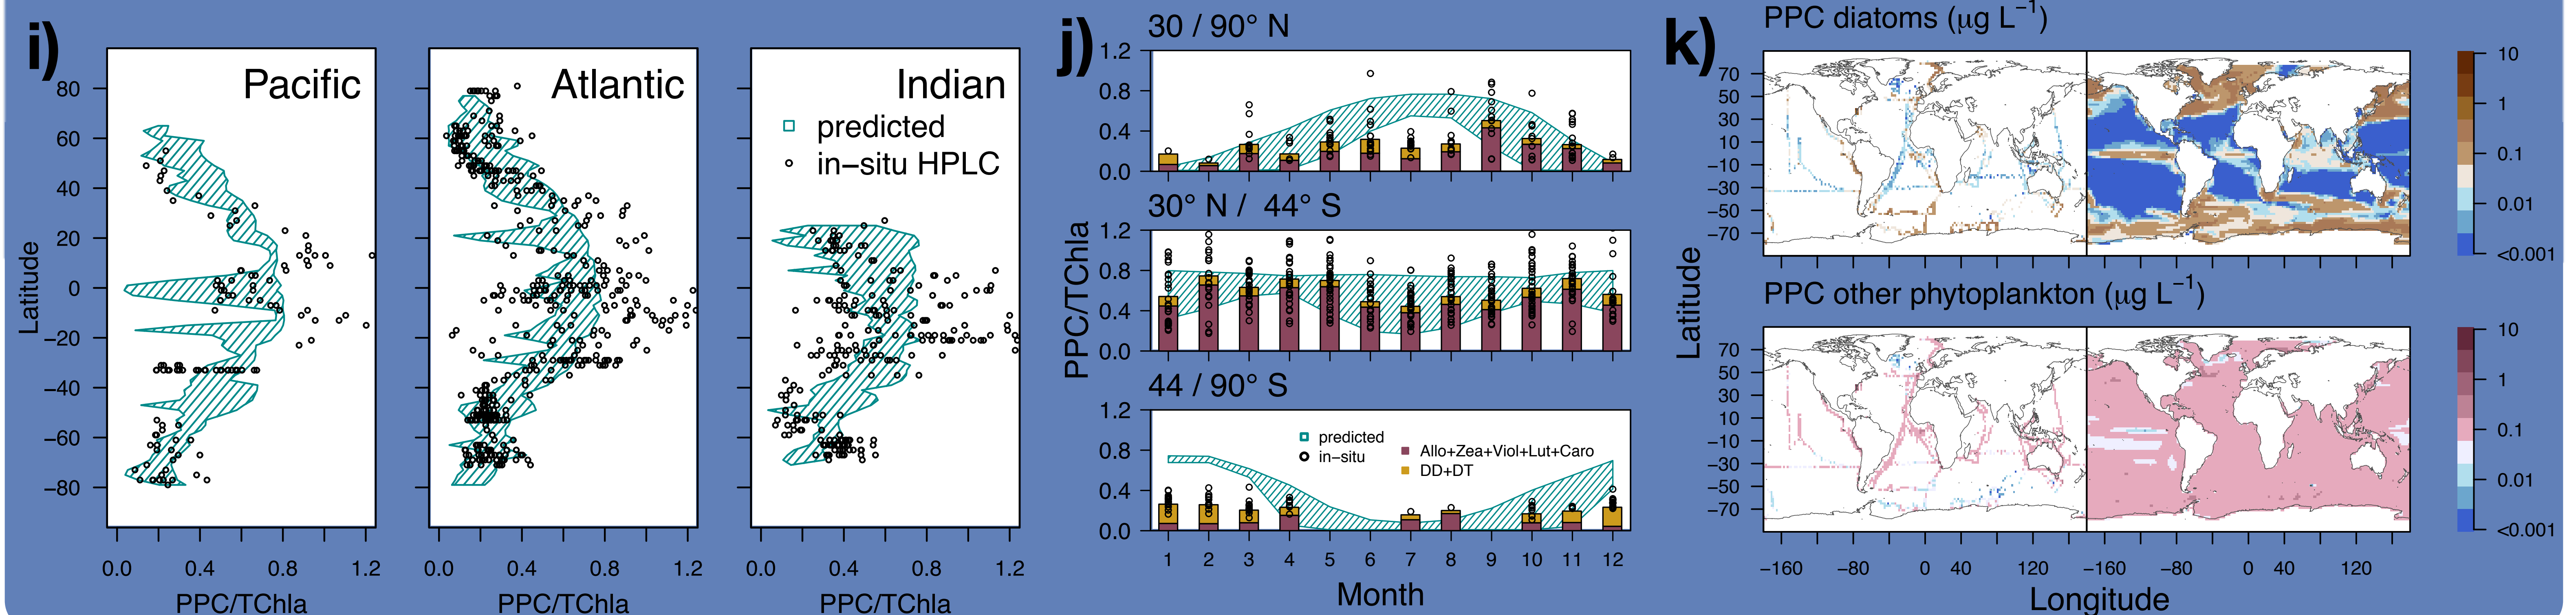 i)
Pacific
Atlantic
Indian
predicted
in−situ HPLC
Latitude
80
60
40
20
0
−20
−40
−60
−80
0.0 0.4 0.8 1.2
0.0 0.4 0.8 1.2
0.0 0.4 0.8 1.2
PPC/TChla
PPC/TChla
PPC/TChla
j)
30 / 90° N
1.2
0.8
0.4
0.0
30° N / 44° S
1.2
0.8
0.4
0.0
PPC/TChla
44 / 90° S
1.2
0.8
0.4
0.0
predicted
in−situ
Allo+Zea+Viol+Lut+Caro
DD+DT
1 2 3 4 5 6 7 8 9 10 11 12
Month
k)
PPC diatoms (μg L−1)
70
50
30
10
−10
−30
−50
−70
10
1
0.1
0.01
<0.001
Latitude
PPC other phytoplankton (μg L−1)
70
50
30
10
−10
−30
−50
−70
10
1
0.1
0.01
<0.001
−160 −80 0 40 120
−160 −80 0 40 120
Longitude